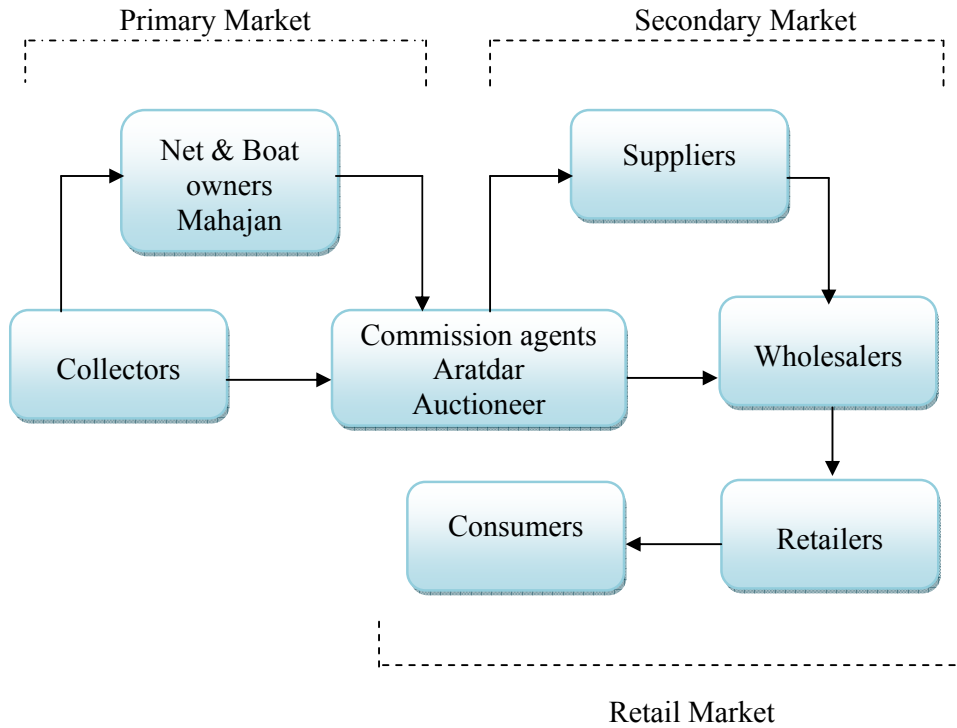 Primary Market
Secondary Market
Net & Boat
owners
Mahajan
Suppliers
Collectors
Commission agents
Aratdar
Auctioneer
Wholesalers
Consumers
Retailers
Retail Market